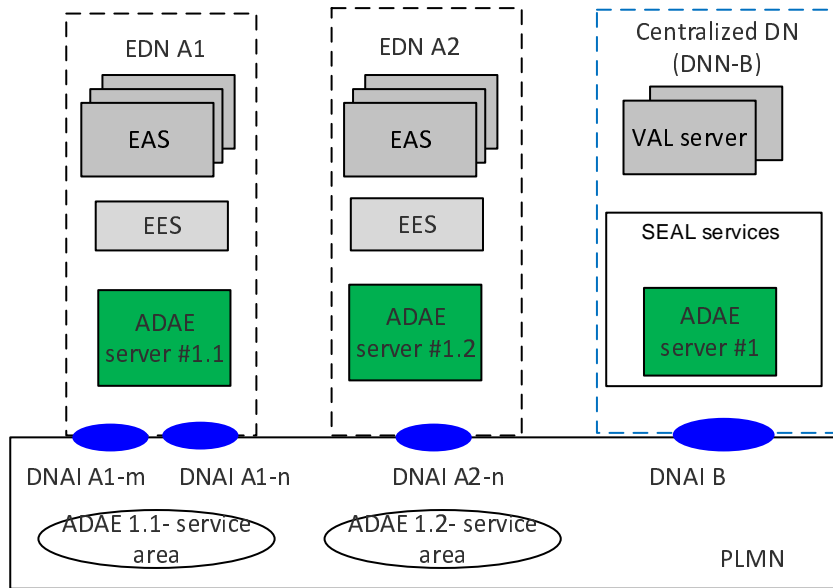 EDN A1
EAS
EES
ADAE
server #1.1
EDN A2
EAS
EES
ADAE
server #1.2
Centralized DN
(DNN-B)
VAL server
SEAL services
ADAE
server #1
DNAI A1-m
DNAI A1-n
DNAI A2-n
DNAI B
ADAE 1.1- service
area
ADAE 1.2- service
area
PLMN